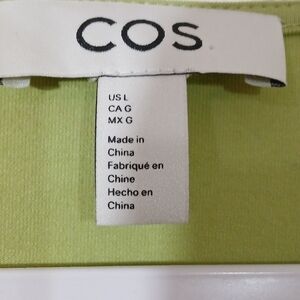 COS
US L
CA G
MX G
Made in
China
Fabriqué en
Chine
Hecho en
China